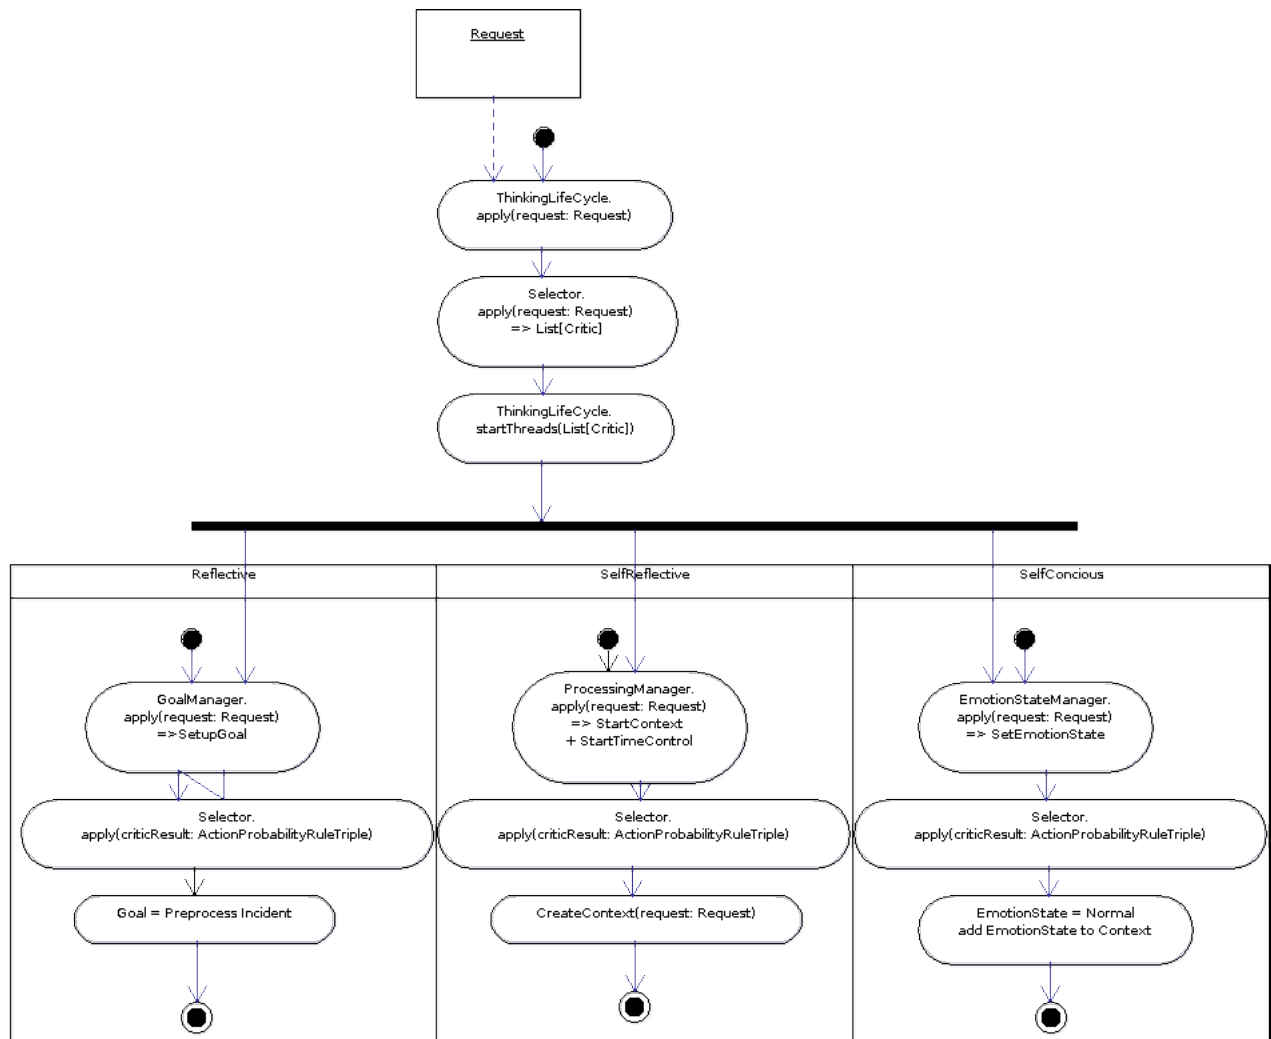 Request
ThinkingLifeCycle.
apply(request: Request)
Selector.
apply(request: Request)
=> List[Critic]
ThinkingLifeCycle.
startThreads(List[Critic])
Reflective
SelfReflective
SelfConcious
GoalManager.
apply(request: Request)
=>SetupGoal
ProcessingManager.
apply(request: Request)
=> StartContext
+ StartTimeControl
EmotionStateManager.
apply(request: Request)
=> SetEmotionState
Selector.
apply(criticResult: ActionProbabilityRuleTriple)
Selector.
apply(criticResult: ActionProbabilityRuleTriple)
Selector.
apply(criticResult: ActionProbabilityRuleTriple)
Goal = Preprocess Incident
CreateContext(request: Request)
EmotionState = Normal
add EmotionState to Context